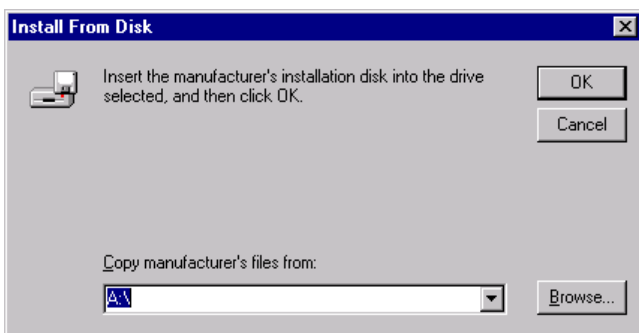 Install From Disk
Insert the manufacturer's installation disk into the drive
selected, and then click OK.
OK
Cancel
Copy manufacturer's files from:
A:\
Browse...